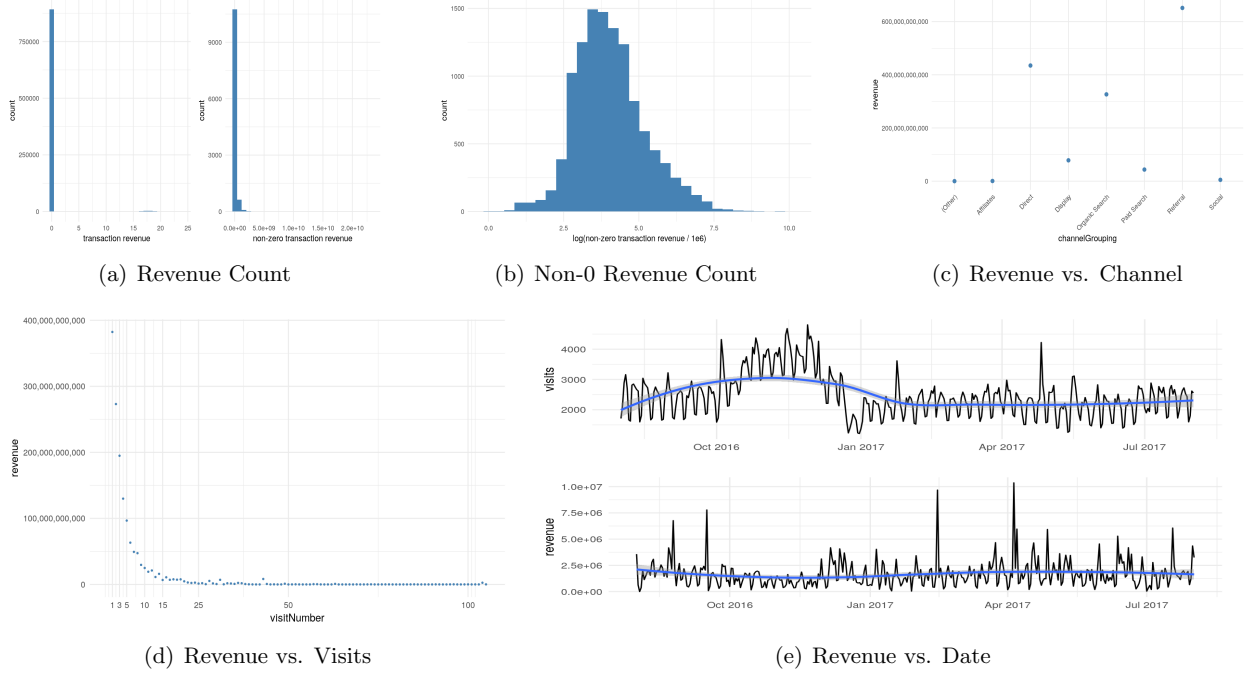 count
750000
500000
250000
0
0 5 10 15 20 25
transaction revenue
count
9000
6000
3000
0
0.0e+00 5.0e+09 1.0e+10 1.5e+10 2.0e+10
non-zero transaction revenue
(a) Revenue Count
count
1500
1000
500
0
0.0 2.5 5.0 7.5 10.0
log(non-zero transaction revenue / 1e6)
(b) Non-0 Revenue Count
revenue
600,000,000,000
400,000,000,000
200,000,000,000
0
(Other) Affiliates Direct Display Organic Search Paid Search Referral Social
channelGrouping
(c) Revenue vs. Channel
revenue
400,000,000,000
300,000,000,000
200,000,000,000
100,000,000,000
0
1 3 5 10 15 25 50 100
visitNumber
(d) Revenue vs. Visits
visits
4000
3000
2000
Oct 2016 Jan 2017 Apr 2017 Jul 2017
revenue
1.0e+07
7.5e+06
5.0e+06
2.5e+06
0.0e+00
Oct 2016 Jan 2017 Apr 2017 Jul 2017
(e) Revenue vs. Date